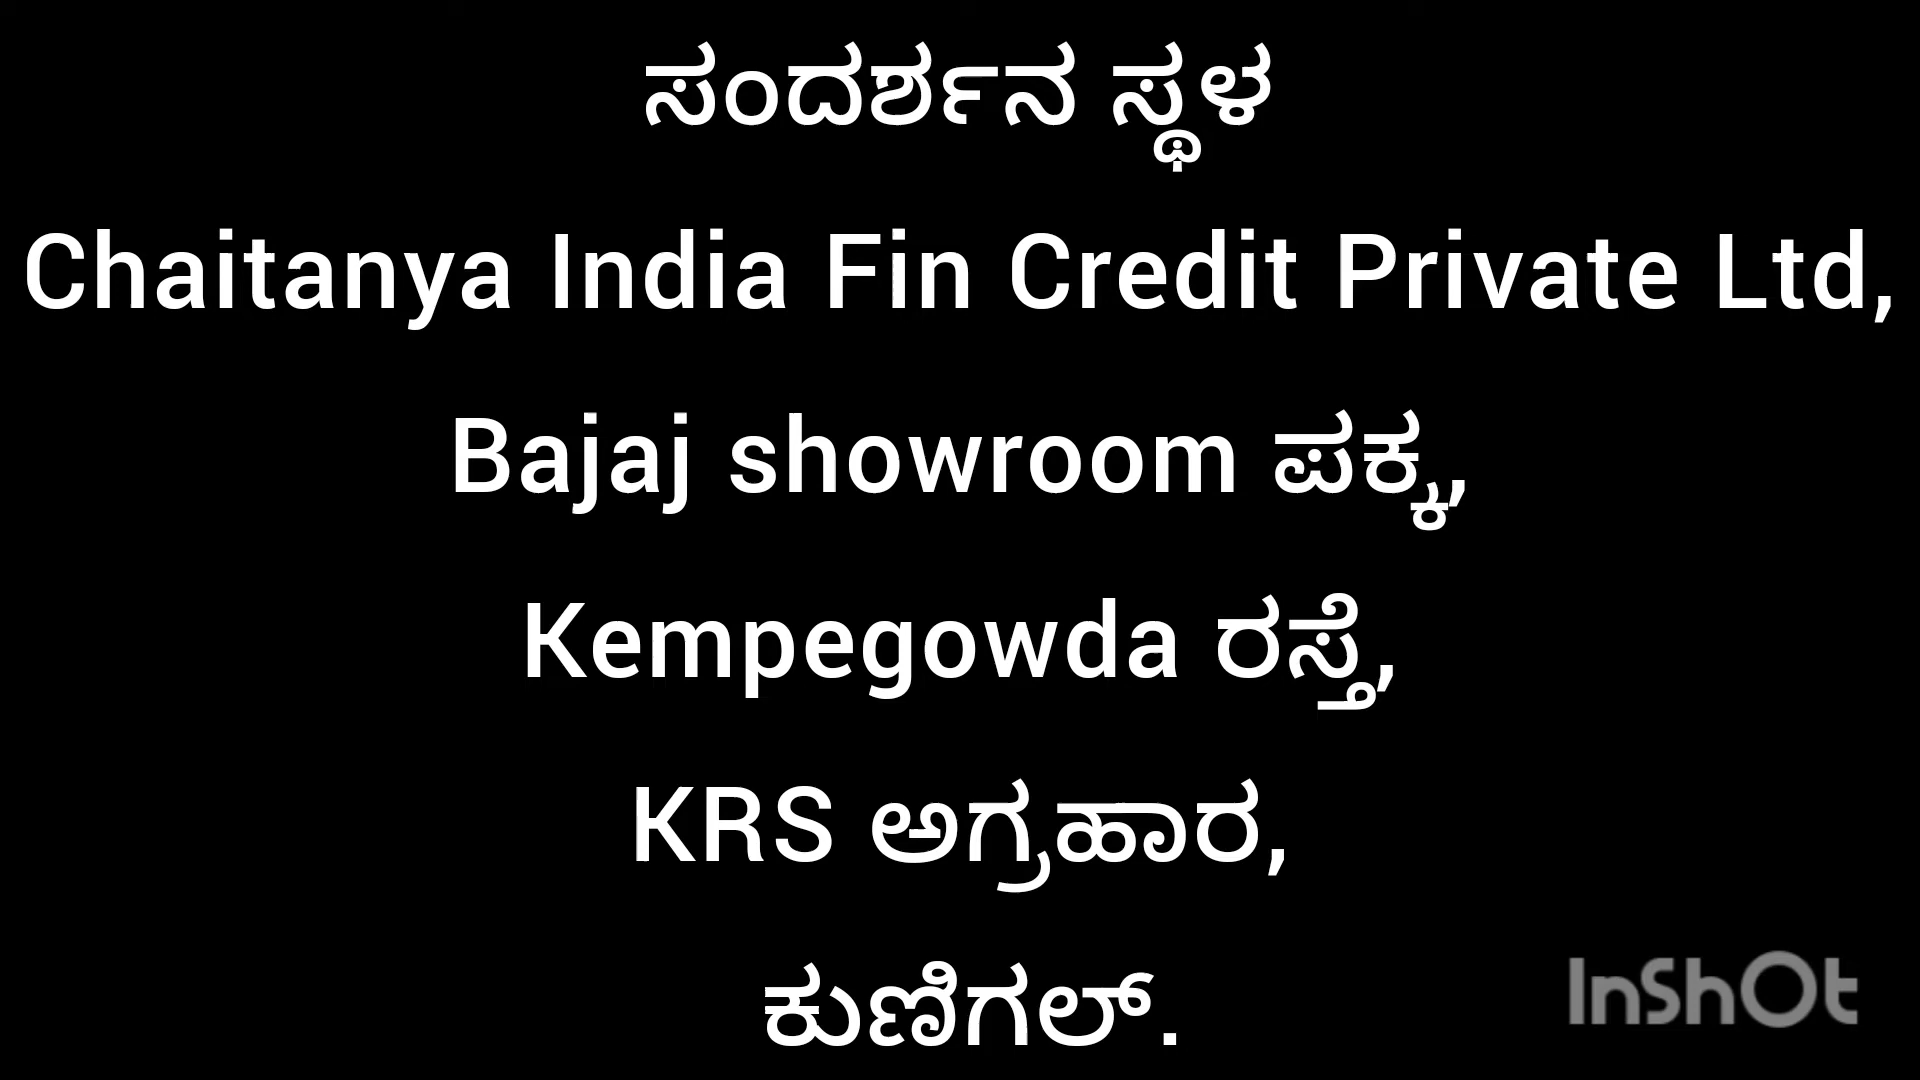 ಸಂದರ್ಶನ ಸ್ಥಳ
Chaitanya India Fin Credit Private Ltd,
Bajaj showroom ಪಕ್ಕ,
Kempegowda ರಸ್ತೆ,
KRS ಅಗ್ರಹಾರ,
ಕುಣಿಗಲ್.
InShOt